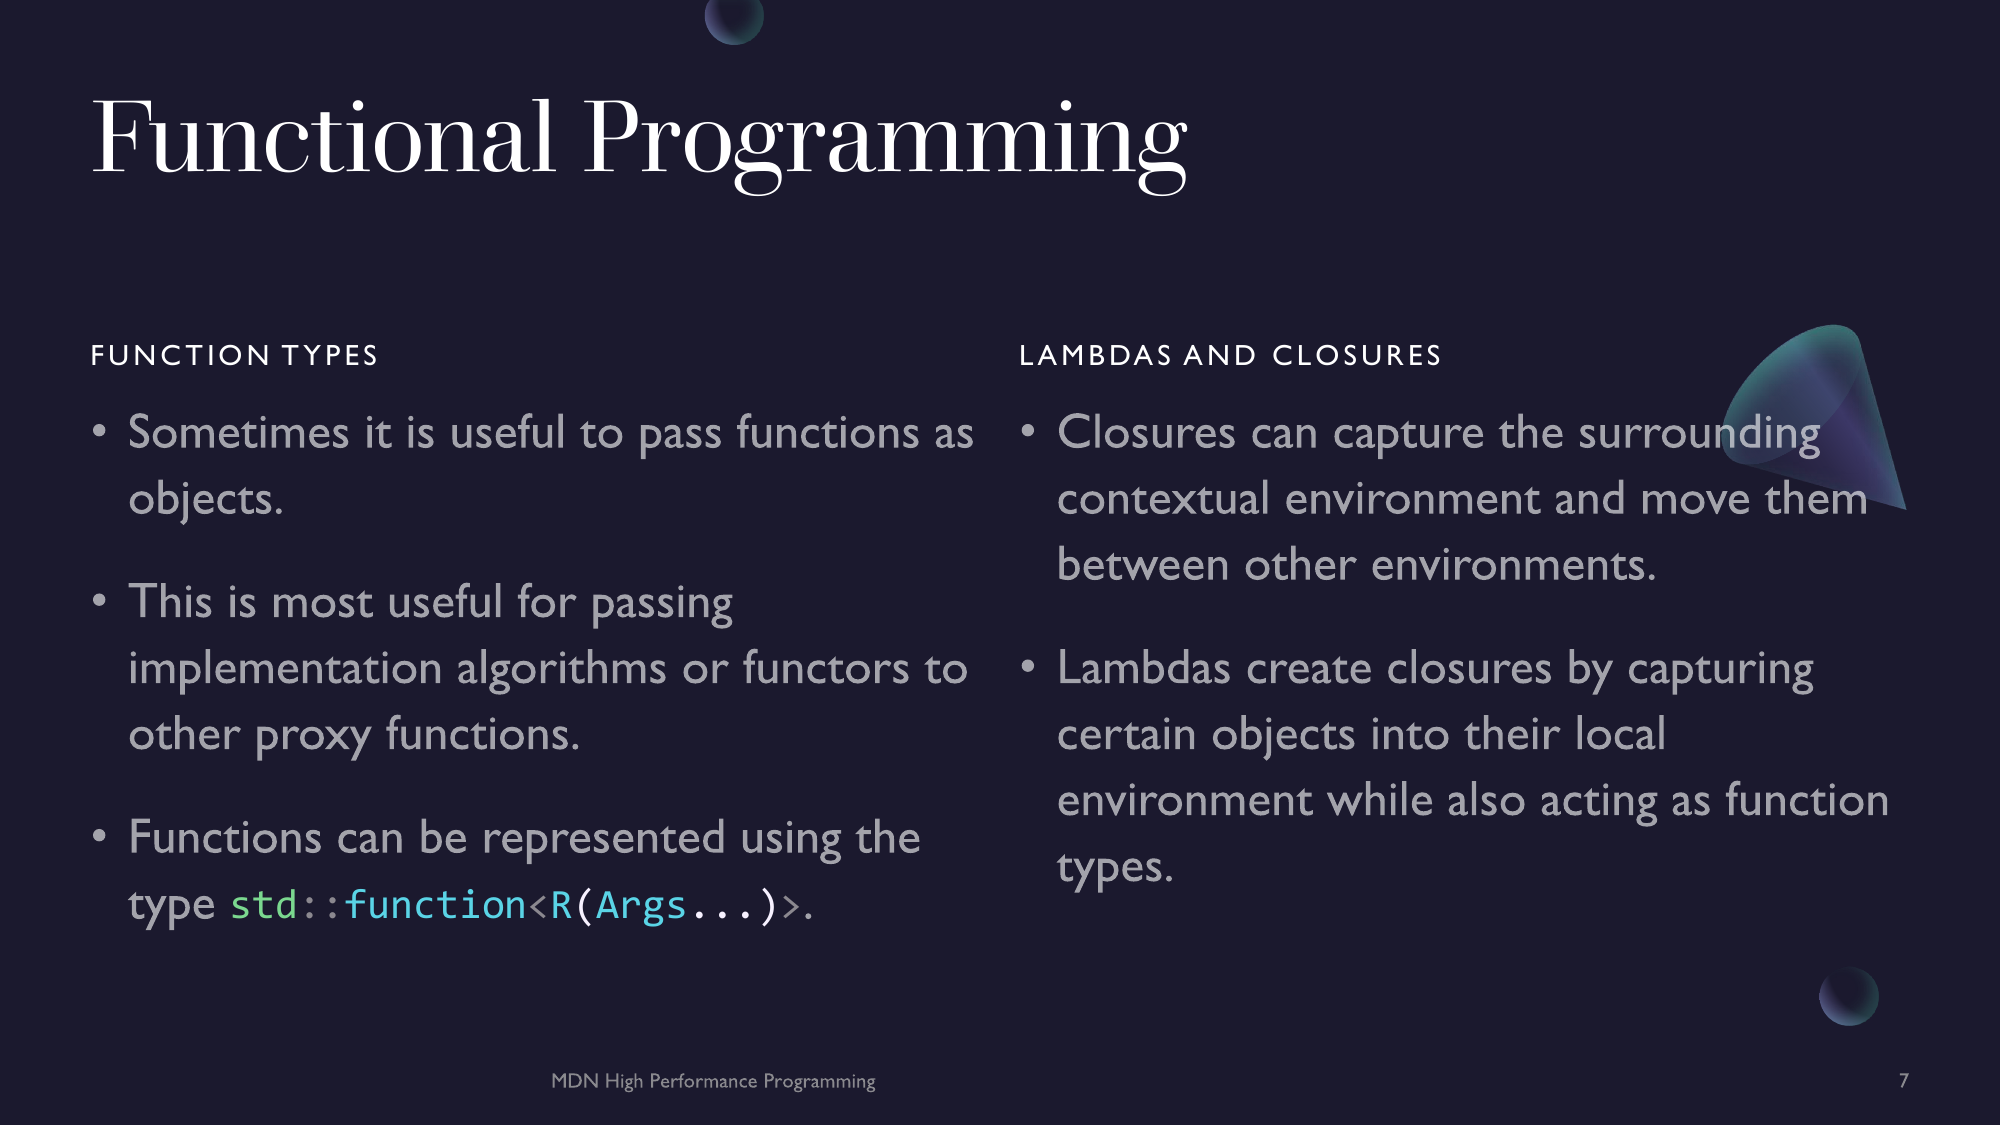 Functional Programming
FUNCTION TYPES
• Sometimes it is useful to pass functions as
objects.
• This is most useful for passing
implementation algorithms or functors to
other proxy functions.
• Functions can be represented using the
type std::function<R(Args...)>.
LAMBDAS AND CLOSURES
• Closures can capture the surrounding
contextual environment and move them
between other environments.
• Lambdas create closures by capturing
certain objects into their local
environment while also acting as function
types.
MDN High Performance Programming
7